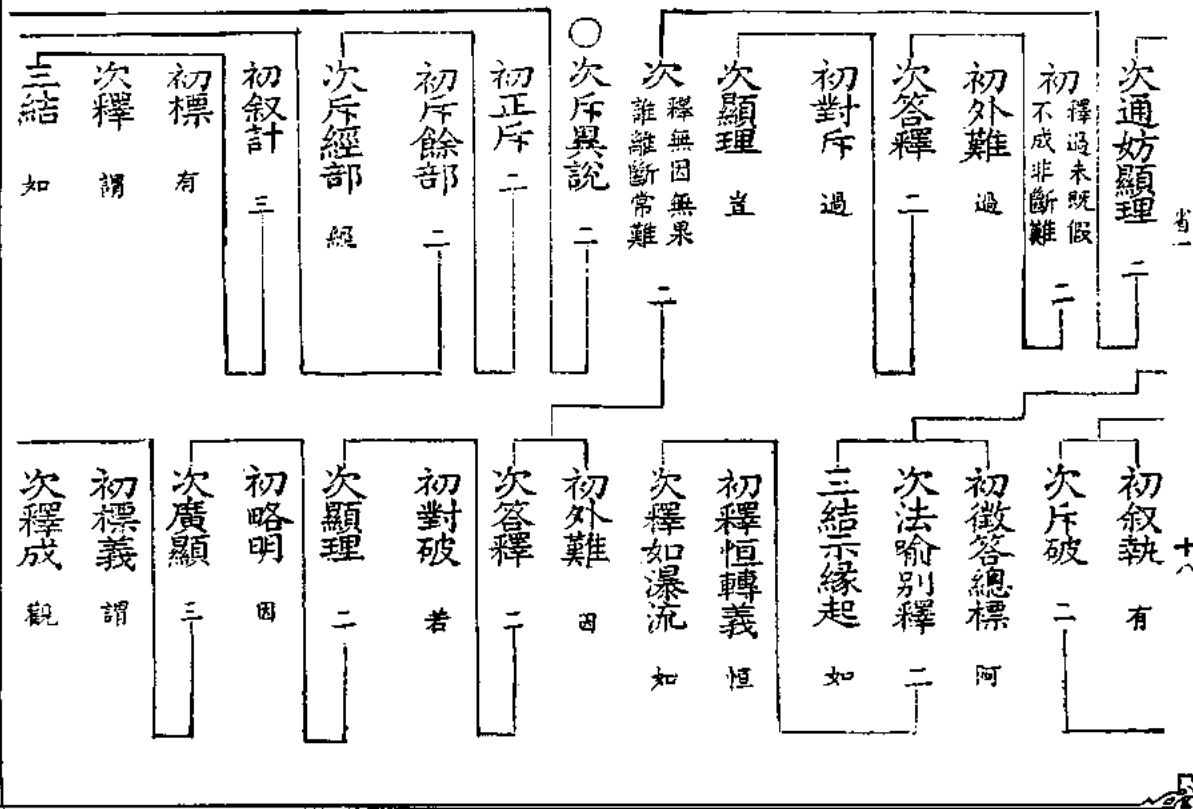 次通妨顯理 二
初 釋過未既假不成非斷難 二
初外難 過
次答釋 二
初對斥 過
次顯理 豈
次 釋無因無果誰離斷常難 二
○次斥異說 二
初正斥 二
初斥餘部 二
次斥經部 經
初叙計 三
初標 有
次釋 謂
三結 如
省一
十八
初叙執 有
次斥破 二
初徵答總標 阿
次法喻別釋 二
三結示緣起 如
初釋恒轉義 恒
次釋如瀑流 如
初外難 因
次答釋 二
初對破 若
次顯理 二
初略明 因
次廣顯 三
初標義 謂
次釋成 觀